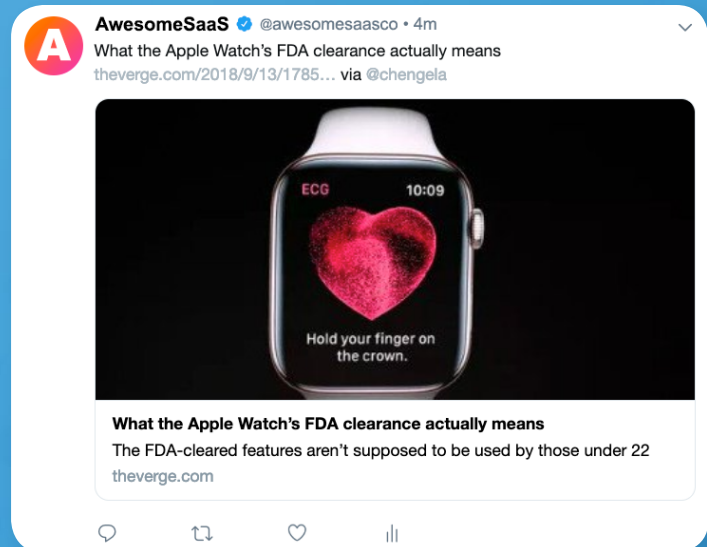 A
AwesomeSaaS @awesomesaasco • 4m
What the Apple Watch’s FDA clearance actually means
theverge.com/2018/9/13/1785… via @chengela
ECG 10:09
Hold your finger on
the crown.
What the Apple Watch’s FDA clearance actually means
The FDA-cleared features aren’t supposed to be used by those under 22
theverge.com